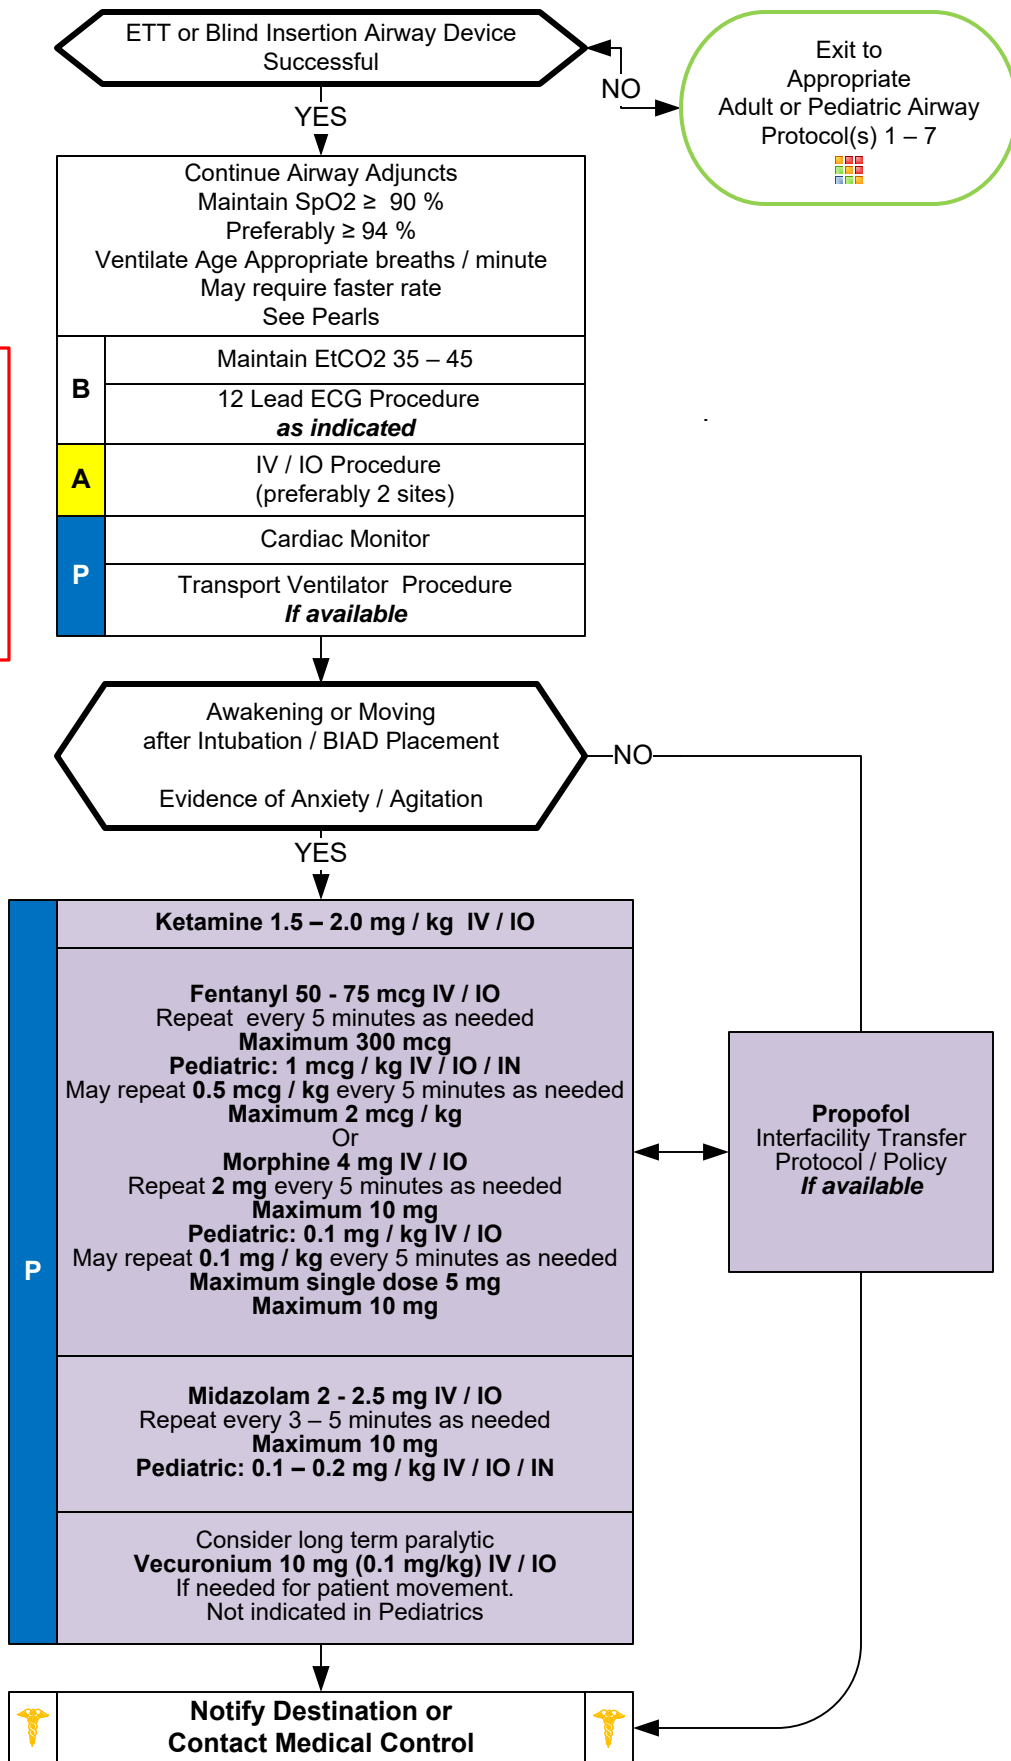 ETT or Blind Insertion Airway Device
Successful
NO
Exit to
Appropriate
Adult or Pediatric Airway
Protocol(s) 1 – 7
YES
Continue Airway Adjuncts
Maintain SpO2 ≥ 90 %
Preferably ≥ 94 %
Ventilate Age Appropriate breaths / minute
May require faster rate
See Pearls
B
Maintain EtCO2 35 – 45
12 Lead ECG Procedure
as indicated
A
IV / IO Procedure
(preferably 2 sites)
P
Cardiac Monitor
Transport Ventilator Procedure
If available
Awakening or Moving
after Intubation / BIAD Placement
Evidence of Anxiety / Agitation
NO
YES
P
Ketamine 1.5 – 2.0 mg / kg IV / IO
Fentanyl 50 - 75 mcg IV / IO
Repeat every 5 minutes as needed
Maximum 300 mcg
Pediatric: 1 mcg / kg IV / IO / IN
May repeat 0.5 mcg / kg every 5 minutes as needed
Maximum 2 mcg / kg
Or
Morphine 4 mg IV / IO
Repeat 2 mg every 5 minutes as needed
Maximum 10 mg
Pediatric: 0.1 mg / kg IV / IO
May repeat 0.1 mg / kg every 5 minutes as needed
Maximum single dose 5 mg
Maximum 10 mg
Propofol
Interfacility Transfer
Protocol / Policy
If available
Midazolam 2 - 2.5 mg IV / IO
Repeat every 3 – 5 minutes as needed
Maximum 10 mg
Pediatric: 0.1 – 0.2 mg / kg IV / IO / IN
Consider long term paralytic
Vecuronium 10 mg (0.1 mg/kg) IV / IO
If needed for patient movement.
Not indicated in Pediatrics
Notify Destination or
Contact Medical Control